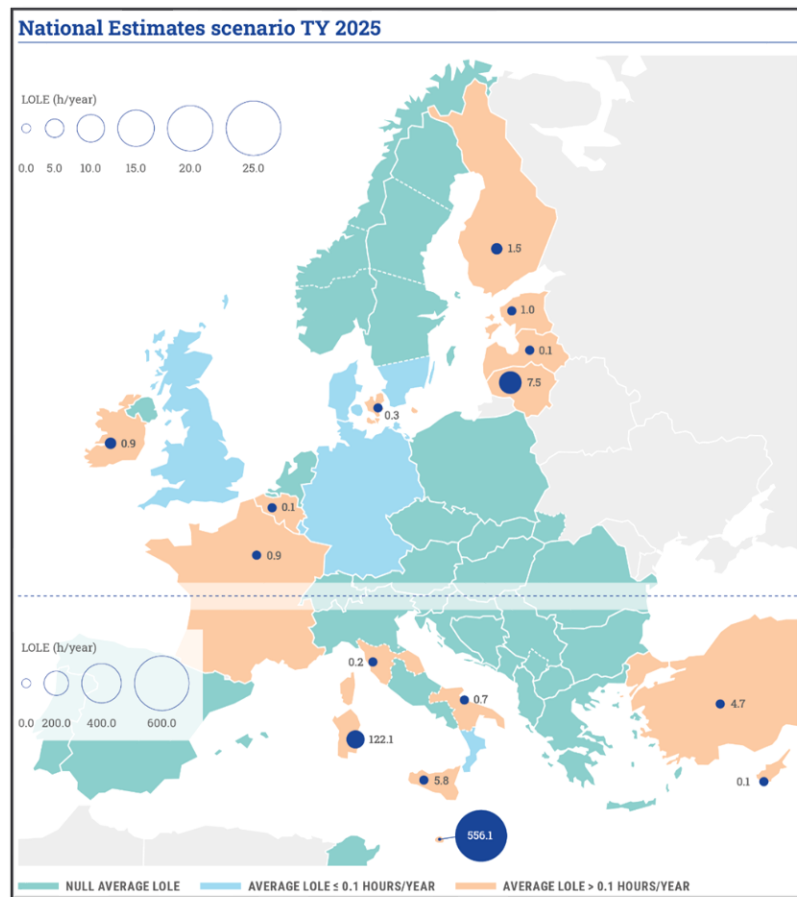 National Estimates scenario TY 2025
LOLE (h/year)
0.0 5.0 10.0 15.0 20.0 25.0
1.5
1.0
0.1
7.5
0.3
0.9
0.1
0.9
LOLE (h/year)
0.0 200.0 400.0 600.0
0.2
0.7
4.7
122.1
5.8
0.1
556.1
NULL AVERAGE LOLE AVERAGE LOLE ≤ 0.1 HOURS/YEAR AVERAGE LOLE > 0.1 HOURS/YEAR